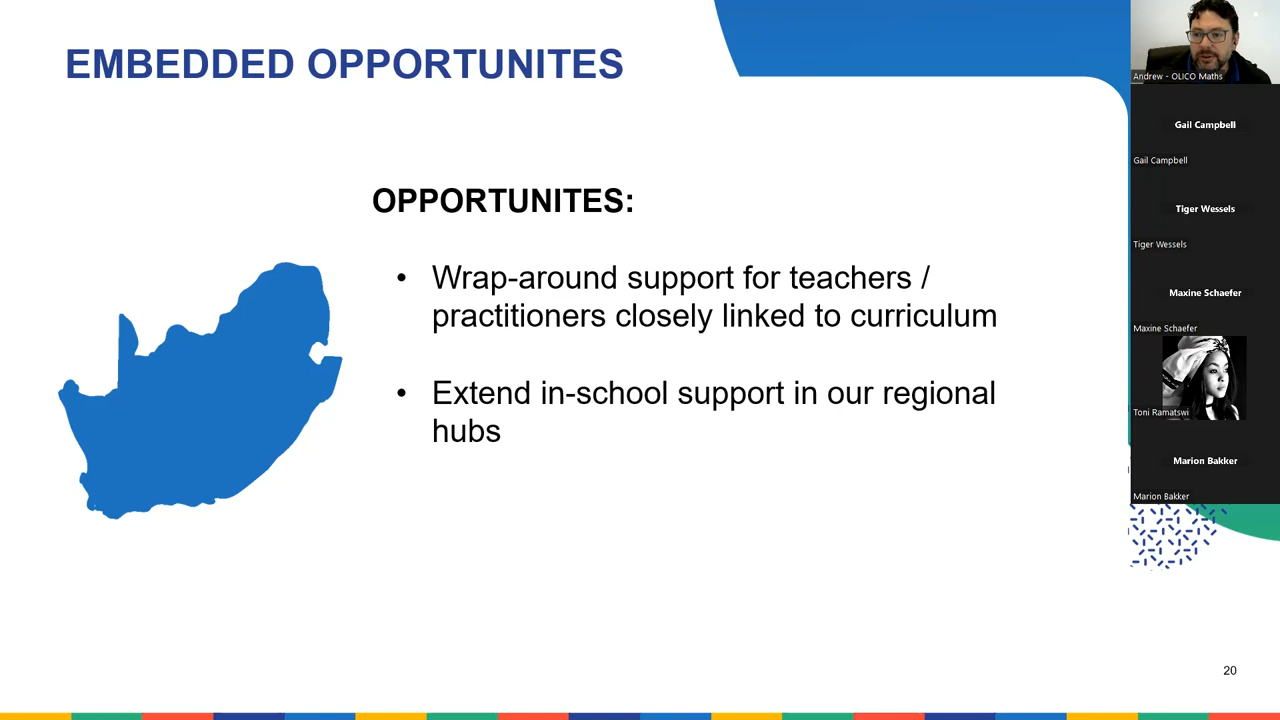 EMBEDDED OPPORTUNITES
OPPORTUNITES:
• Wrap-around support for teachers /
practitioners closely linked to curriculum
• Extend in-school support in our regional
hubs
20
Andrew - OLICO Maths
Gail Campbell
Gail Campbell
Tiger Wessels
Tiger Wessels
Maxine Schaefer
Maxine Schaefer
Toni Ramatswi
Marion Bakker
Marion Bakker